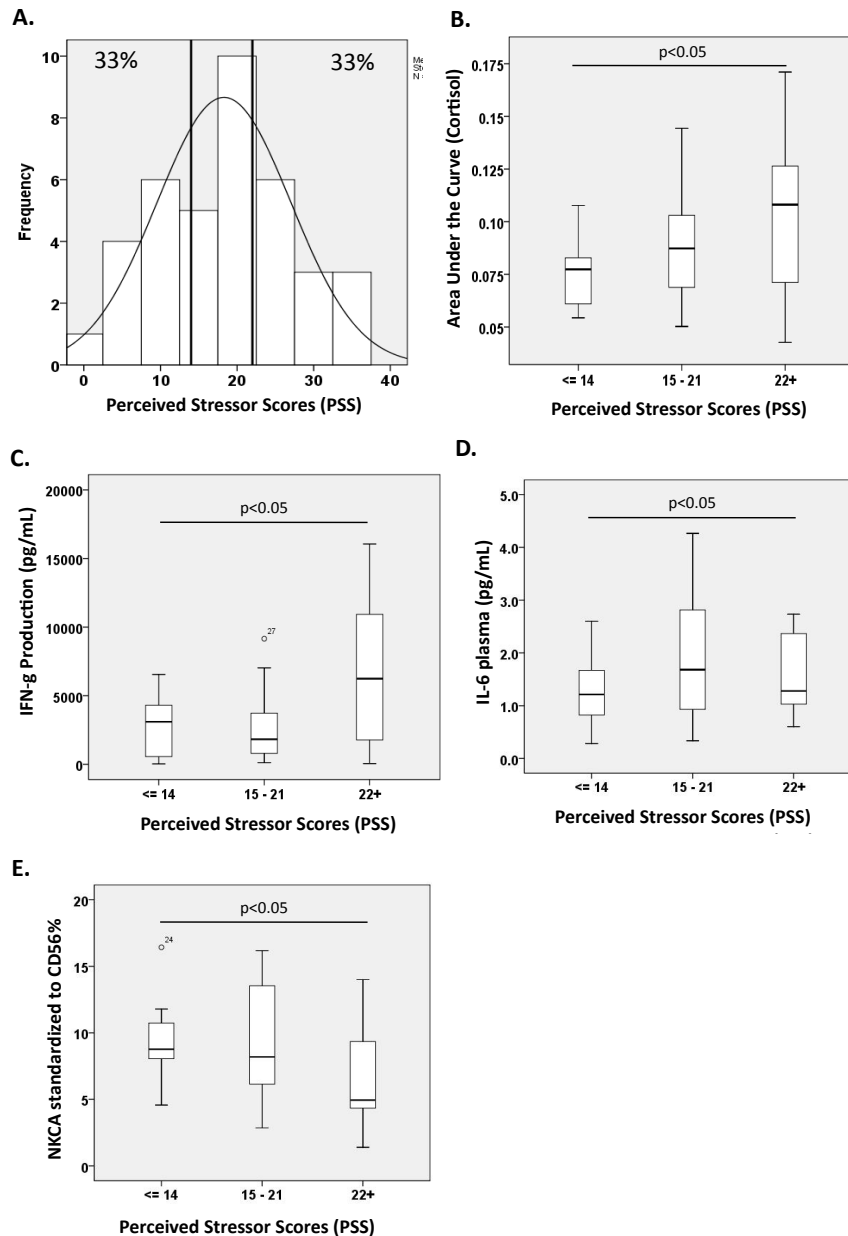 A.
33%
33%
Me
N
10
8
6
4
2
0
Frequency
0 10 20 30 40
Perceived Stressor Scores (PSS)
B.
p<0.05
0.175
0.15
0.125
0.10
0.075
0.05
Area Under the Curve (Cortisol)
<= 14 15 - 21 22+
Perceived Stressor Scores (PSS)
C.
p<0.05
20000
15000
10000
5000
0
27
IFN-g Production (pg/mL)
<= 14 15 - 21 22+
Perceived Stressor Scores (PSS)
D.
p<0.05
5.0
4.0
3.0
2.0
1.0
0.0
IL-6 plasma (pg/mL)
<= 14 15 - 21 22+
Perceived Stressor Scores (PSS)
E.
p<0.05
20
15
10
5
0
24
NKCA standardized to CD56%
<= 14 15 - 21 22+
Perceived Stressor Scores (PSS)